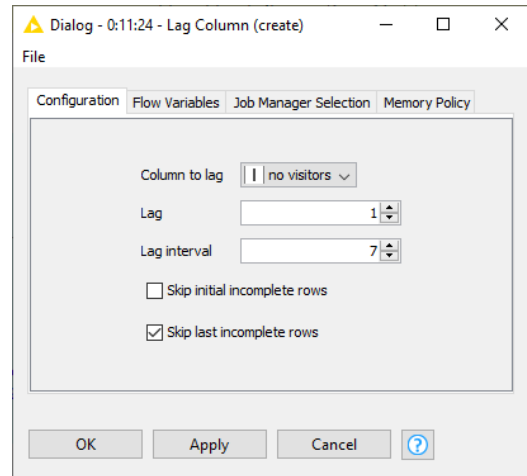 Dialog - 0:11:24 - Lag Column (create)
File
Configuration Flow Variables Job Manager Selection Memory Policy
Column to lag I no visitors
Lag 1
Lag interval 7
Skip initial incomplete rows
Skip last incomplete rows
OK Apply Cancel ?